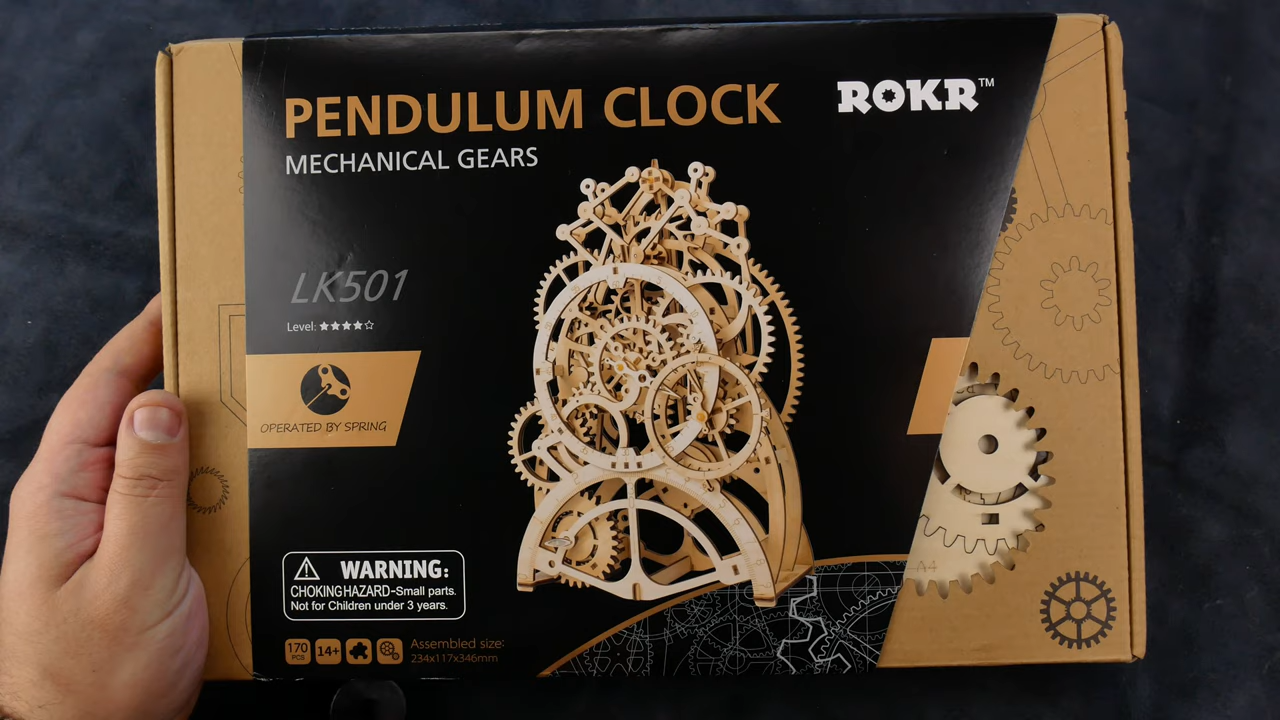 PENDULUM CLOCK
ROKR™
MECHANICAL GEARS
LK501
Level: ★★★★☆
OPERATED BY SPRING
WARNING:
CHOKING HAZARD-Small parts.
Not for Children under 3 years.
170
PCS
14+
Assembled size:
234x117x346mm
A4